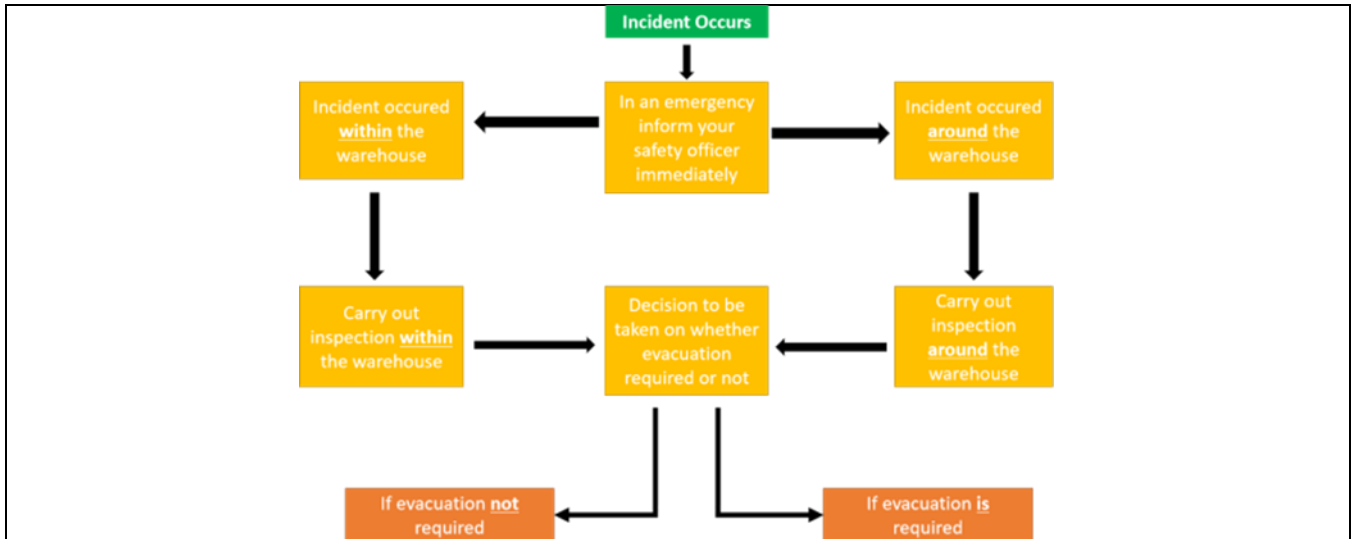 Incident Occurs
Incident occured
within the
warehouse
In an emergency
inform your
safety officer
immediately
Incident occured
around the
warehouse
Carry out
inspection within
the warehouse
Decision to be
taken on whether
evacuation
required or not
Carry out
inspection
around the
warehouse
If evacuation not
required
If evacuation is
required